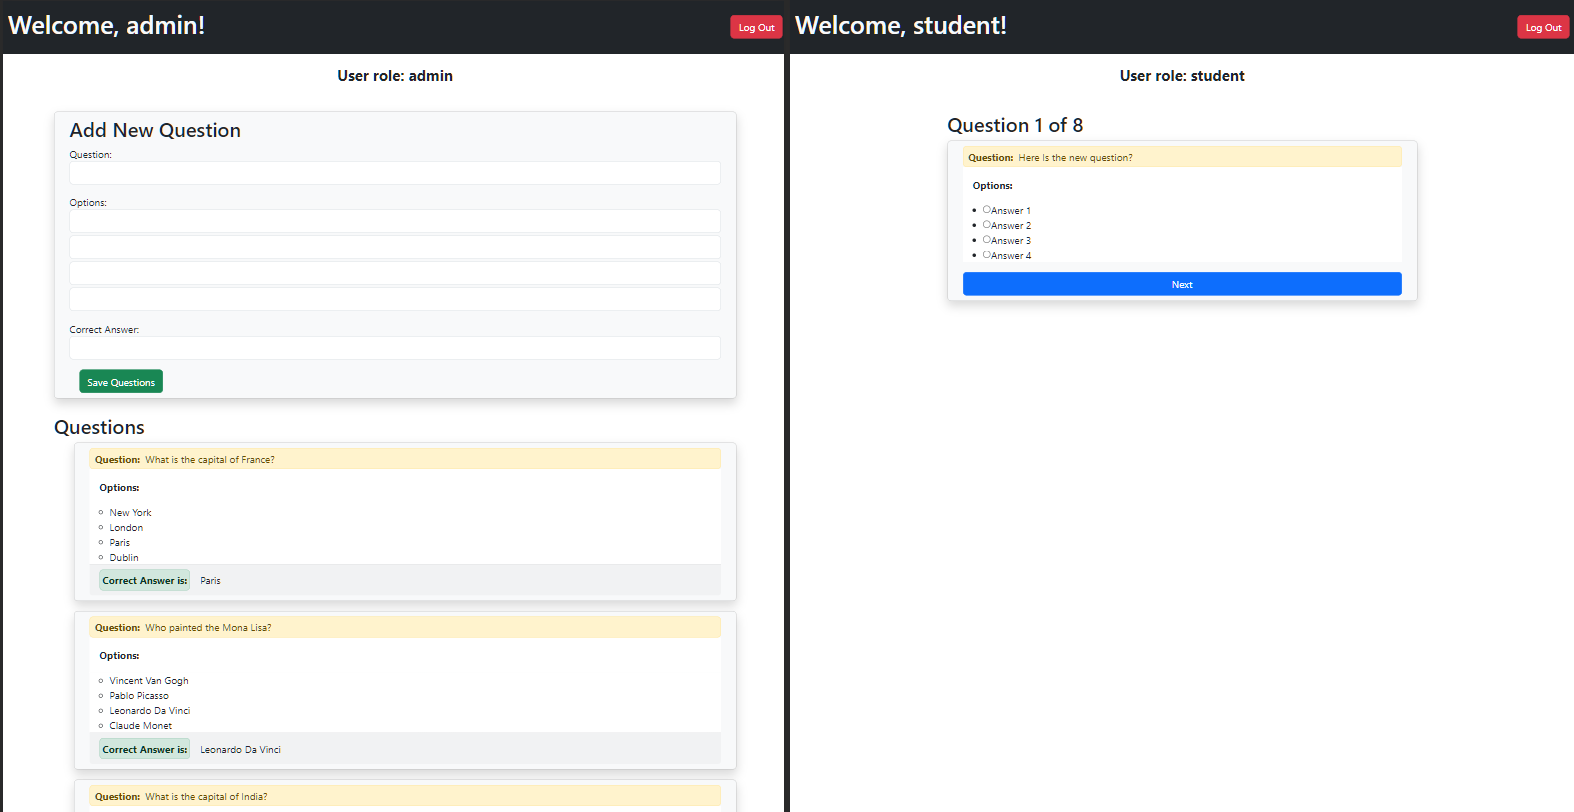 Welcome, admin!
Log Out
User role: admin
Add New Question
Question:
Options:
Correct Answer:
Save Questions
Questions
Question: What is the capital of France?
Options:
New York
London
Paris
Dublin
Correct Answer is: Paris
Question: Who painted the Mona Lisa?
Options:
Vincent Van Gogh
Pablo Picasso
Leonardo Da Vinci
Claude Monet
Correct Answer is: Leonardo Da Vinci
Question: What is the capital of India?
Welcome, student!
Log Out
User role: student
Question 1 of 8
Question: Here Is the new question?
Options:
Answer 1
Answer 2
Answer 3
Answer 4
Next